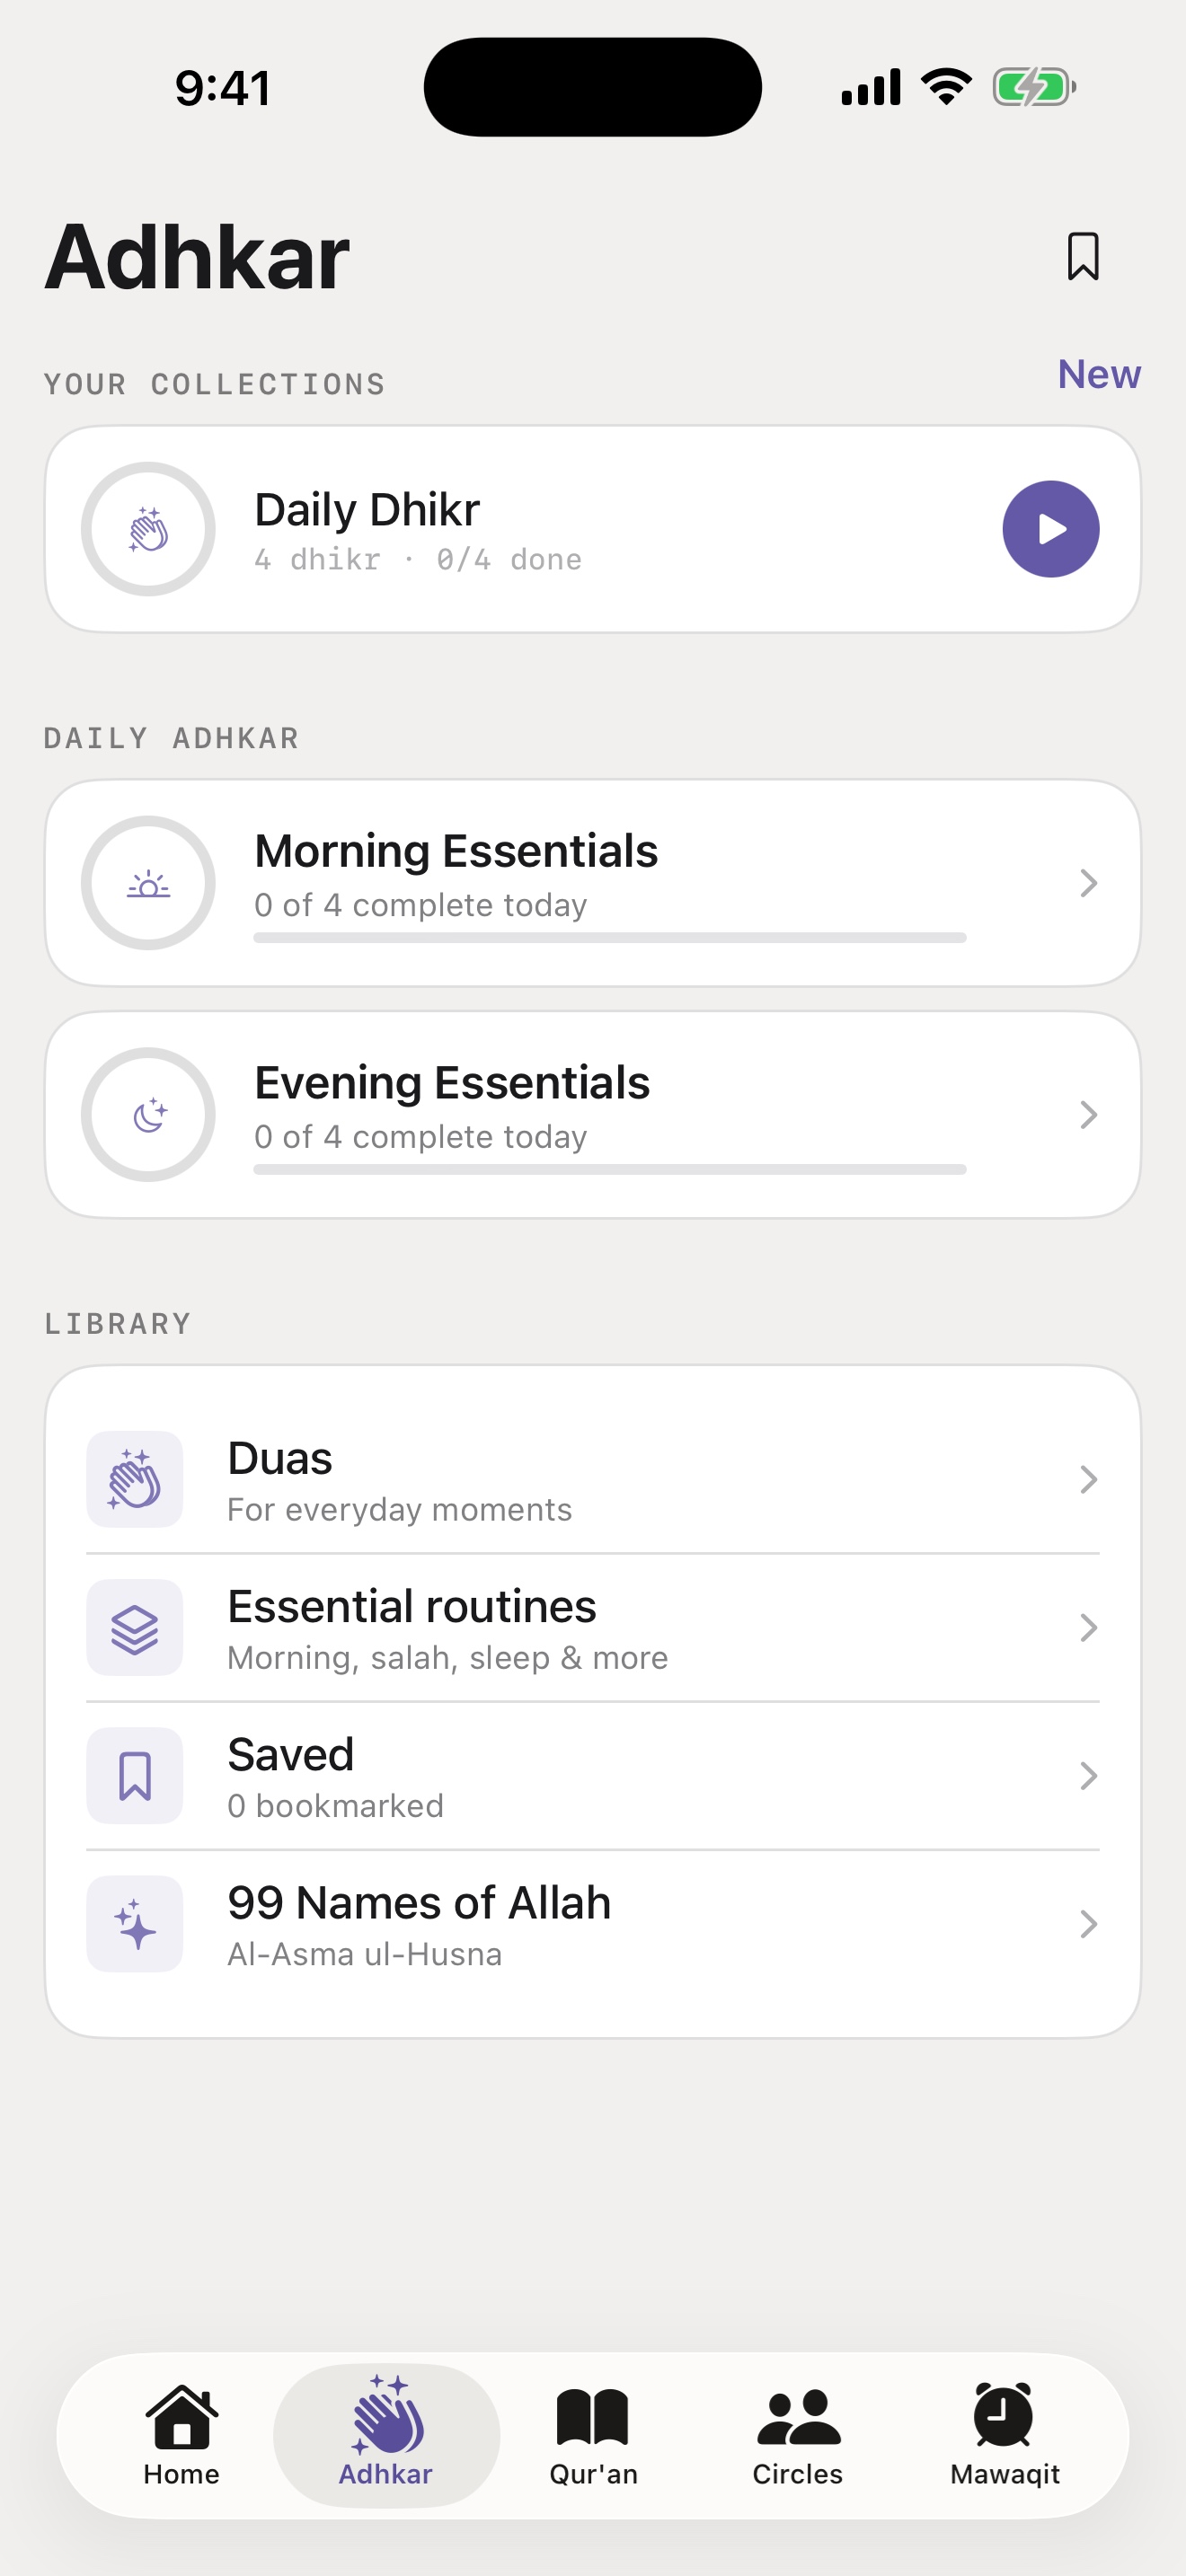 9:41
Adhkar
YOUR COLLECTIONS
New
Daily Dhikr
4 dhikr · 0/4 done
DAILY ADHKAR
Morning Essentials
0 of 4 complete today
Evening Essentials
0 of 4 complete today
LIBRARY
Duas
For everyday moments
Essential routines
Morning, salah, sleep & more
Saved
0 bookmarked
99 Names of Allah
Al-Asma ul-Husna
Home
Adhkar
Qur'an
Circles
Mawaqit